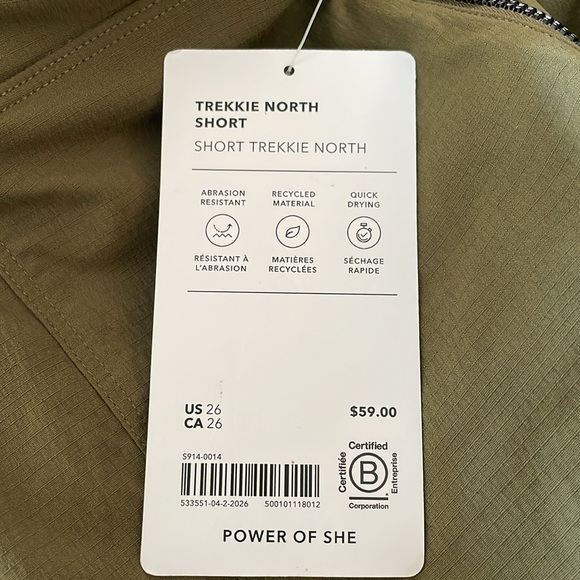 TREKKIE NORTH
SHORT
SHORT TREKKIE NORTH
ABRASION
RESISTANT
RECYCLED
MATERIAL
QUICK
DRYING
RÉSISTANT À
L'ABRASION
MATIÈRES
RECYCLÉES
SÉCHAGE
RAPIDE
US 26
CA 26
$59.00
S914-0014
533551-04-2-2026 500101118012
Certified
Certifiée
B
Entreprise
Corporation
POWER OF SHE